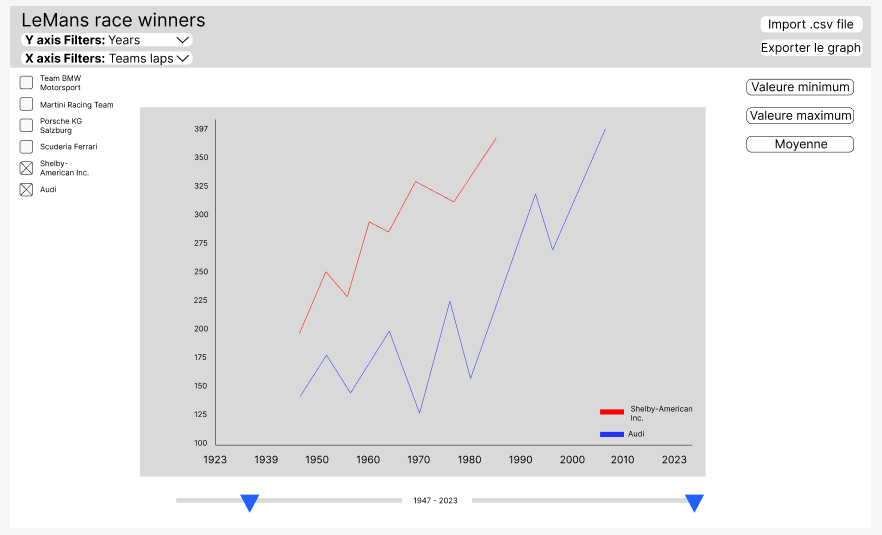 LeMans race winners
Y axis Filters: Years
X axis Filters: Teams laps
Import .csv file
Exporter le graph
Team BMW
Motorsport
Martini Racing Team
Porsche KG
Salzburg
Scuderia Ferrari
Shelby-
American Inc.
Audi
Valeure minimum
Valeure maximum
Moyenne
397
350
325
300
275
250
225
200
175
150
125
100
Shelby-American
Inc.
Audi
1923 1939 1950 1960 1970 1980 1990 2000 2010 2023
1947 - 2023